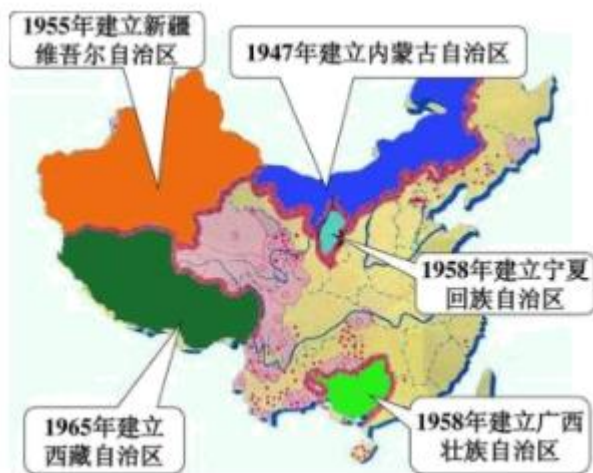 1955年建立新疆
维吾尔自治区
1947年建立内蒙古自治区
1958年建立宁夏
回族自治区
1965年建立
西藏自治区
1958年建立广西
壮族自治区